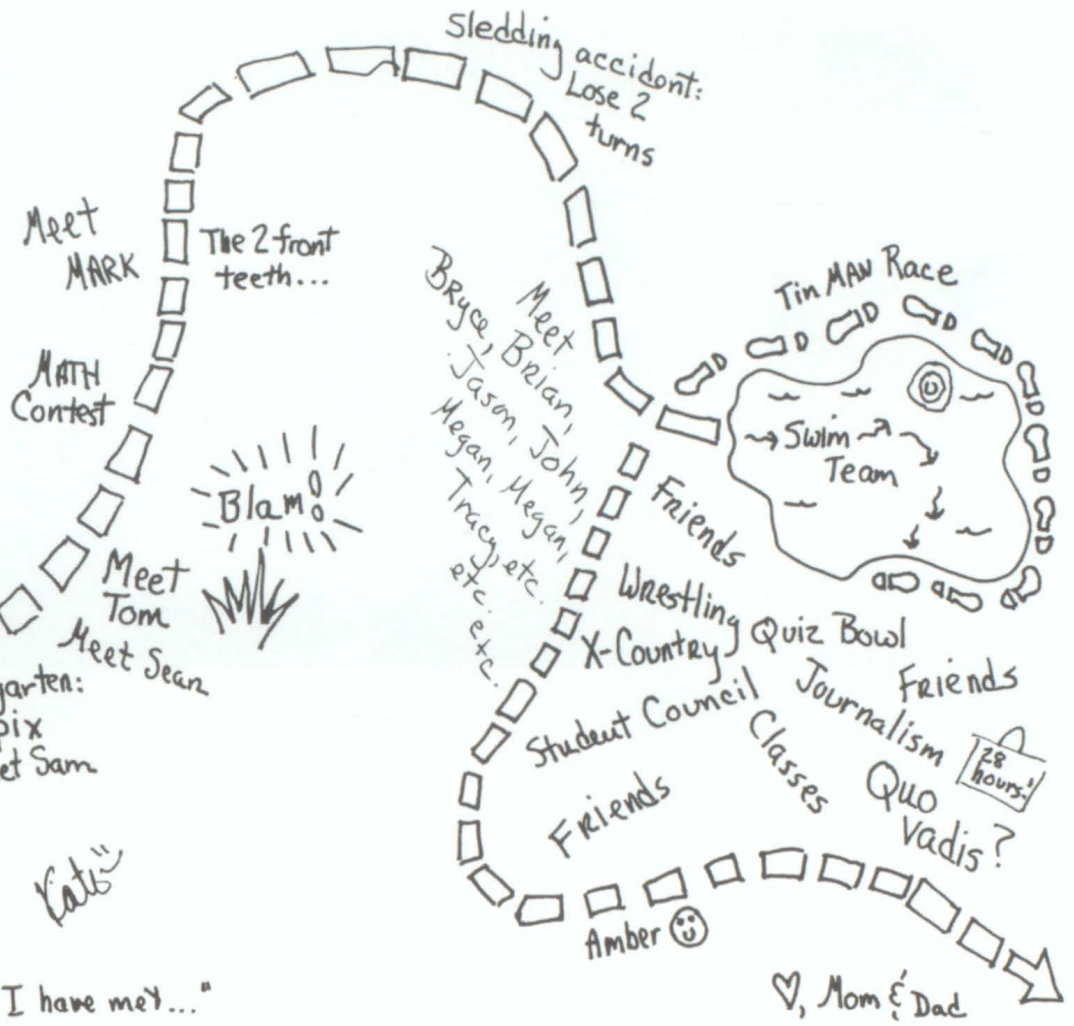 Sledding accidont:
Lose 2
turns
Meet
MARK
The 2 front
teeth...
Tin MAN Race
MATH
Contest
Meet
Bryce, Brian,
Jason, John,
Megan, Megan,
Tracy, etc.
etc. etc.
Swim
Team
Blam!
Friends
Meet
Tom
Meet Sean
garten:
pix
et Sam
Wrestling
X-Country
Quiz Bowl
Student Council
Classes
Journalism
Friends
28
hours!
Quo
Vadis?
Friends
Amber
I have met..."
♡, Mom & Dad